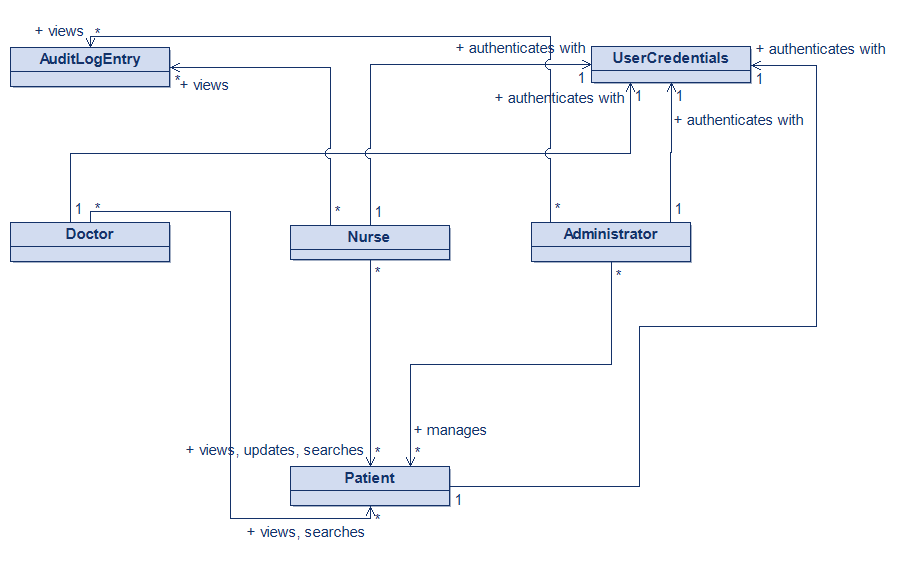 + views *
+ authenticates with
+ authenticates with
AuditLogEntry
UserCredentials
* + views
1
1
+ authenticates with 1
1
+ authenticates with
1 *
* 1
* 1
Doctor
Nurse
Administrator
*
*
+ manages
+ views, updates, searches *
*
Patient
1
*
+ views, searches